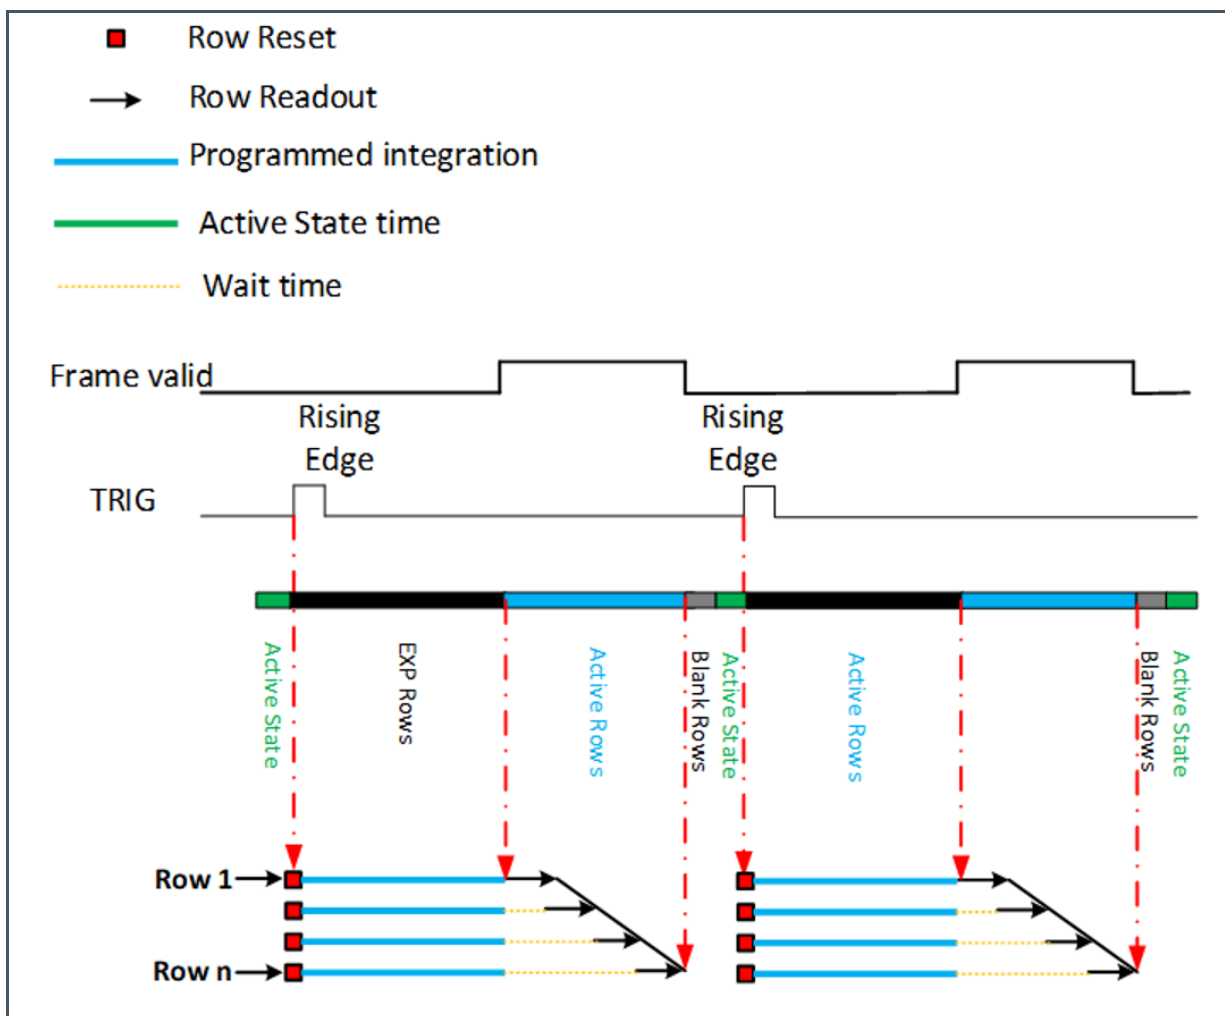 Row Reset
Row Readout
Programmed integration
Active State time
Wait time
Frame valid
Rising
Edge
Rising
Edge
TRIG
Active State
EXP Rows
Active Rows
Blank Rows
Active State
Active Rows
Blank Rows
Active State
Row 1
Row n